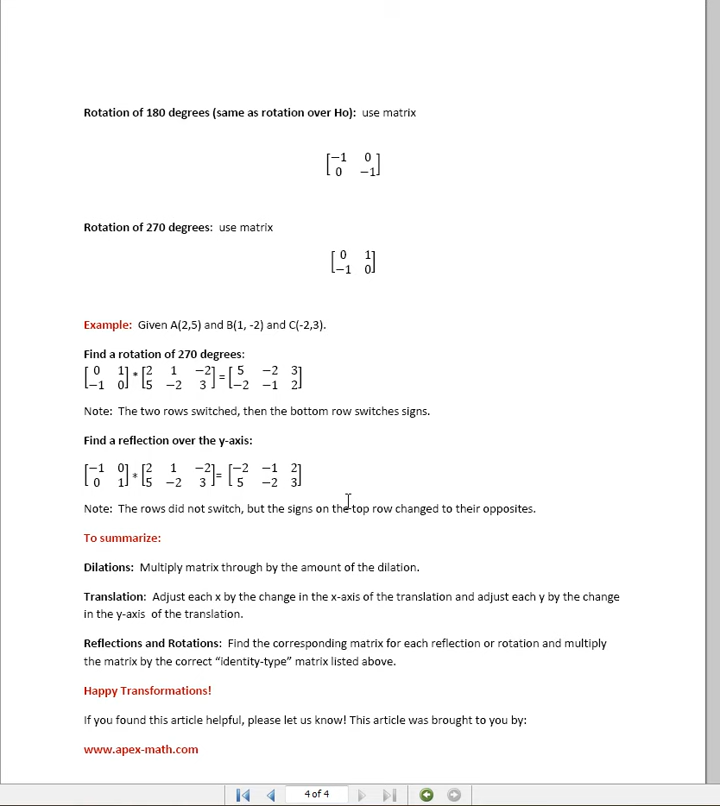 Rotation of 180 degrees (same as rotation over Ho): use matrix
[−1 0
0 −1]
Rotation of 270 degrees: use matrix
[0 1
−1 0]
Example: Given A(2,5) and B(1, -2) and C(-2,3).
Find a rotation of 270 degrees:
[0 1] * [2 1 −2] = [5 −2 3]
[−1 0] [5 −2 3] [−2 −1 2]
Note: The two rows switched, then the bottom row switches signs.
Find a reflection over the y-axis:
[−1 0] * [2 1 −2] = [−2 −1 2]
[0 1] [5 −2 3] [5 −2 3]
Note: The rows did not switch, but the signs on the top row changed to their opposites.
To summarize:
Dilations: Multiply matrix through by the amount of the dilation.
Translation: Adjust each x by the change in the x-axis of the translation and adjust each y by the change
in the y-axis of the translation.
Reflections and Rotations: Find the corresponding matrix for each reflection or rotation and multiply
the matrix by the correct “identity-type” matrix listed above.
Happy Transformations!
If you found this article helpful, please let us know! This article was brought to you by:
www.apex-math.com
4 of 4